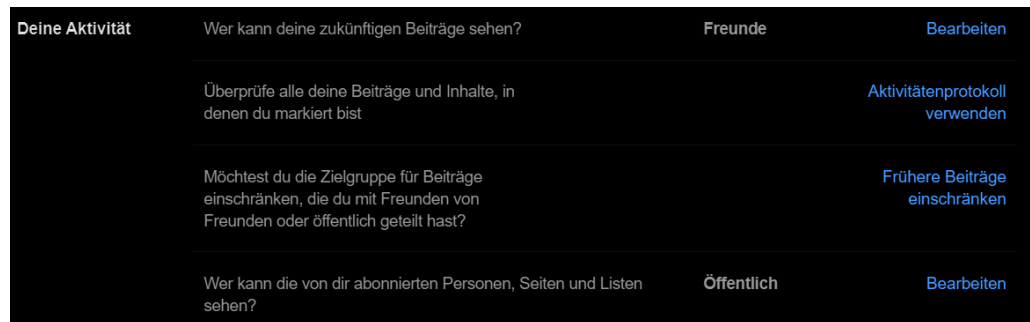 Deine Aktivität
Wer kann deine zukünftigen Beiträge sehen?
Freunde
Bearbeiten
Überprüfe alle deine Beiträge und Inhalte, in
denen du markiert bist
Aktivitätenprotokoll
verwenden
Möchtest du die Zielgruppe für Beiträge
einschränken, die du mit Freunden von
Freunden oder öffentlich geteilt hast?
Frühere Beiträge
einschränken
Wer kann die von dir abonnierten Personen, Seiten und Listen
sehen?
Öffentlich
Bearbeiten